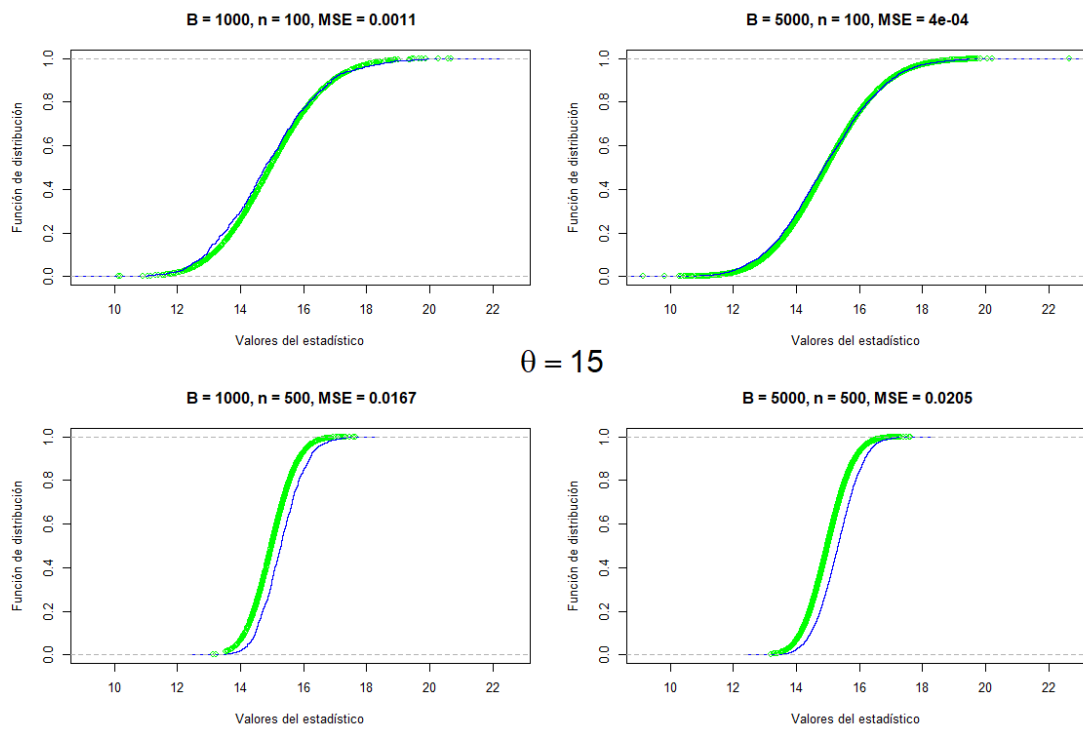 B = 1000, n = 100, MSE = 0.0011
Función de distribución
0.0 0.2 0.4 0.6 0.8 1.0
10 12 14 16 18 20 22
Valores del estadístico
B = 5000, n = 100, MSE = 4e-04
Función de distribución
0.0 0.2 0.4 0.6 0.8 1.0
10 12 14 16 18 20 22
Valores del estadístico
θ = 15
B = 1000, n = 500, MSE = 0.0167
Función de distribución
0.0 0.2 0.4 0.6 0.8 1.0
10 12 14 16 18 20 22
Valores del estadístico
B = 5000, n = 500, MSE = 0.0205
Función de distribución
0.0 0.2 0.4 0.6 0.8 1.0
10 12 14 16 18 20 22
Valores del estadístico